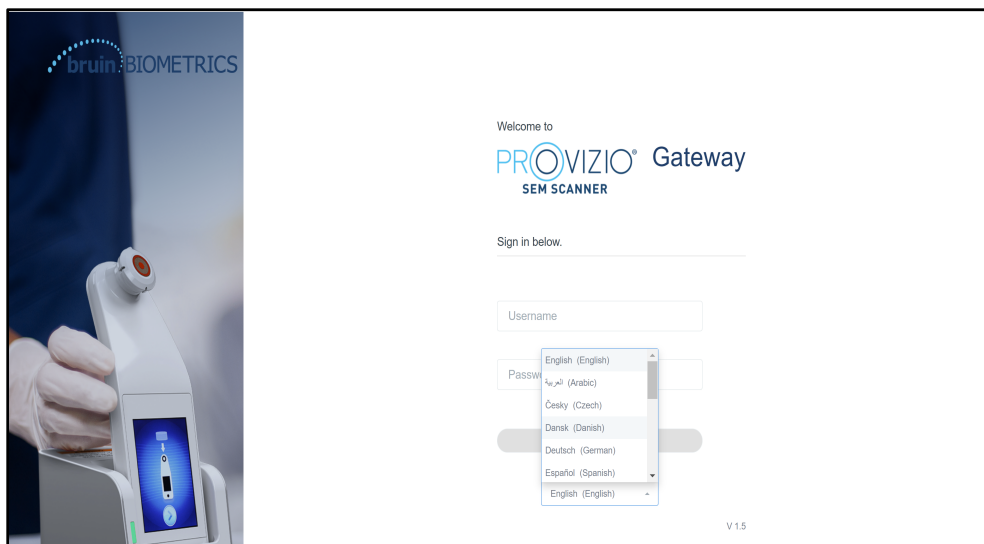 bruin BIOMETRICS
Welcome to
PROVIZIO® Gateway
SEM SCANNER
Sign in below.
Username
Passwo
English (English)
العربية (Arabic)
Česky (Czech)
Dansk (Danish)
Deutsch (German)
Español (Spanish)
English (English)
V 1.5